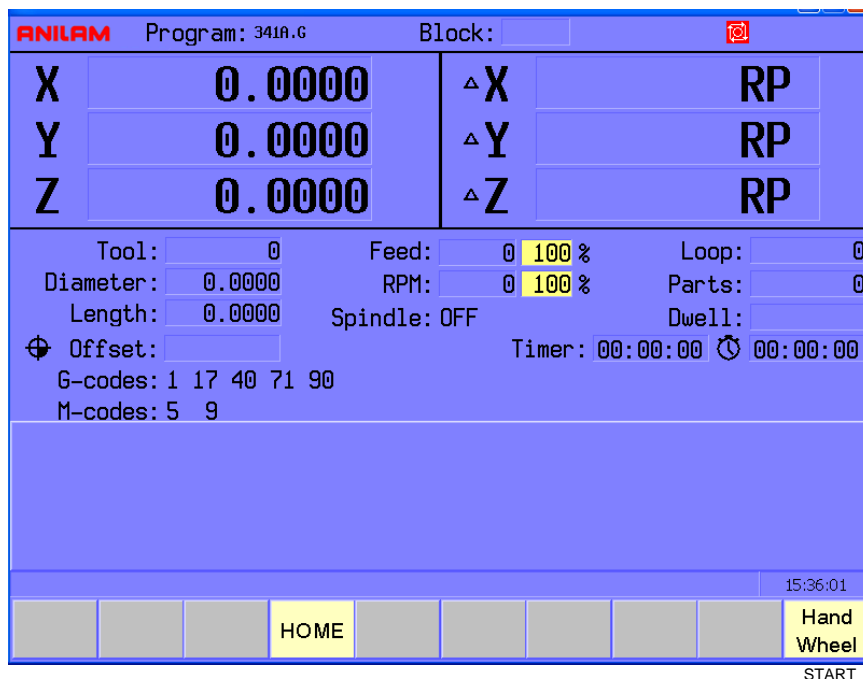 ANILAM Program: 341A.G Block:
X 0.0000 △X RP
Y 0.0000 △Y RP
Z 0.0000 △Z RP
Tool: 0 Feed: 0 100 % Loop: 0
Diameter: 0.0000 RPM: 0 100 % Parts: 0
Length: 0.0000 Spindle: OFF Dwell:
Offset: Timer: 00:00:00 00:00:00
G-codes: 1 17 40 71 90
M-codes: 5 9
15:36:01
HOME Hand
Wheel
START